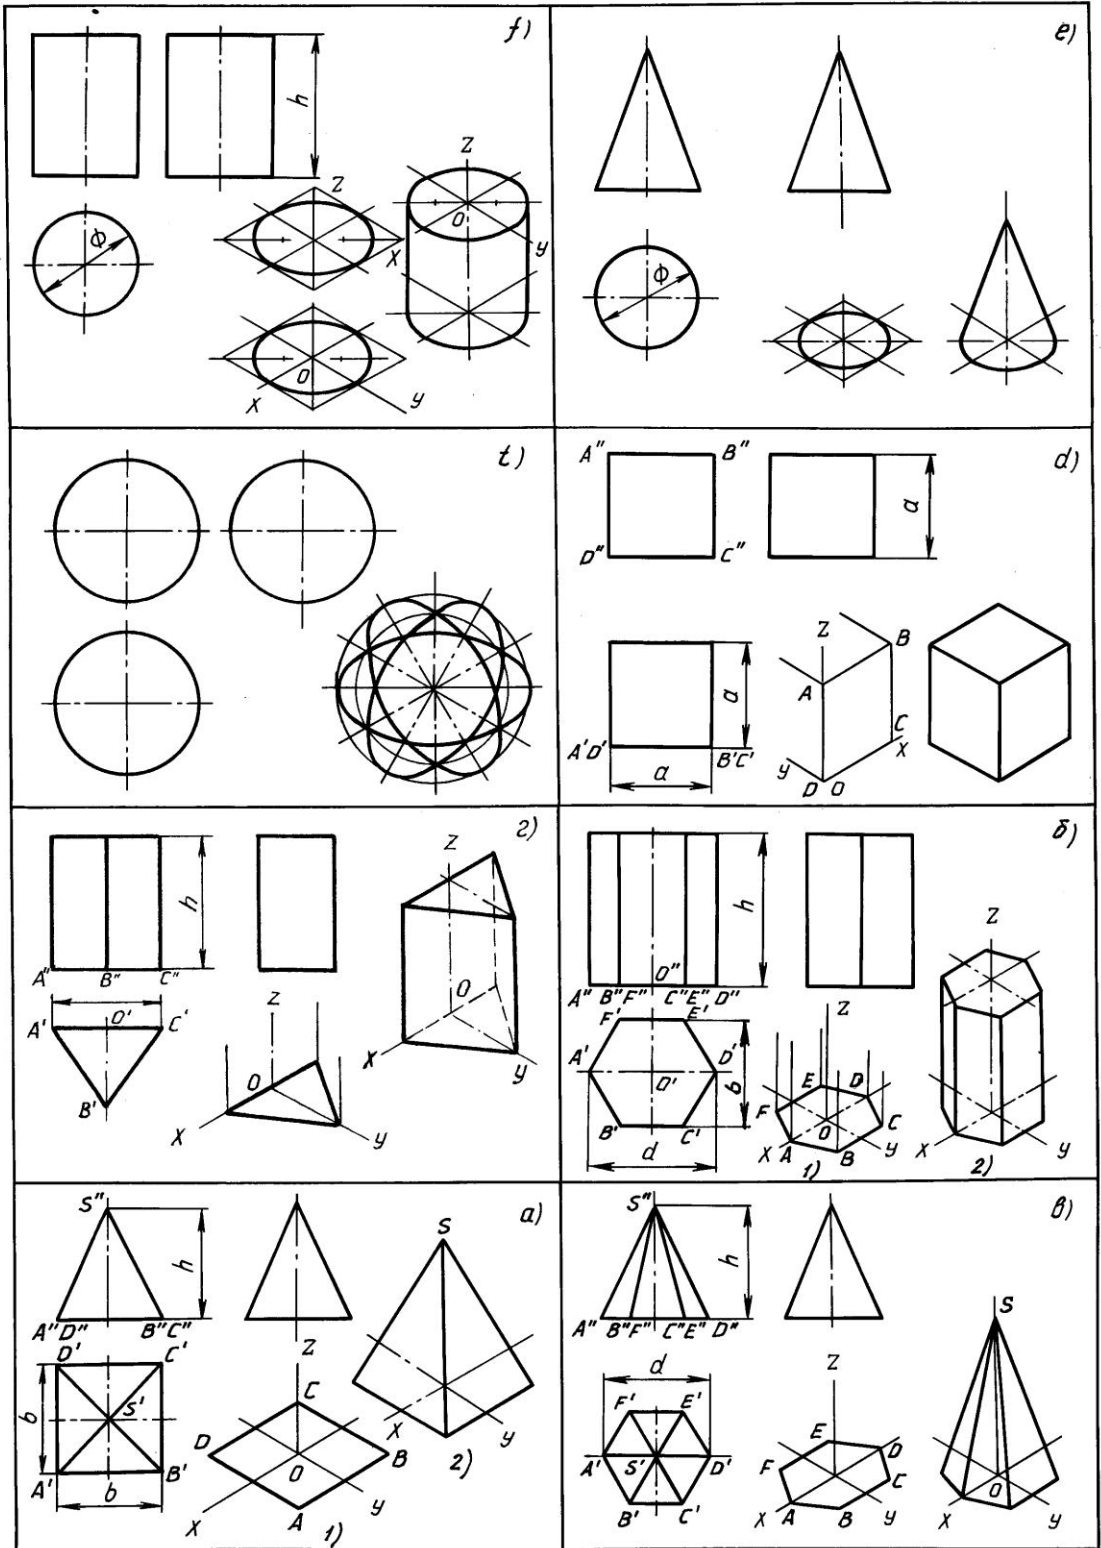 f)
h
Z
Z
O
y
Ф
X
O
X
y
e)
Ф
t)
A" B" d)
a
D" C"
Z B
A
a
C
A'D' B'C' X
y
a
D O
г)
h
Z
A" B" C"
O
Z
A' O' C'
X
y
O
B'
X
y
б)
h
Z
O"
A" B" F" C" E" D"
F' E' Z
A' D'
b
O' E D
F
C
O
B' C' X A y
B
X
y
d 1) 2)
S" а)
S
h
A" D" B" C"
D' C' Z
C
S'
b
X
D B y
O
2)
A' B'
b y
X A 1)
S" в)
h
S
A" B" F" C" E" D"
d Z
F' E' E
D
A' S' D' F C
O
B' C' X A B y X y